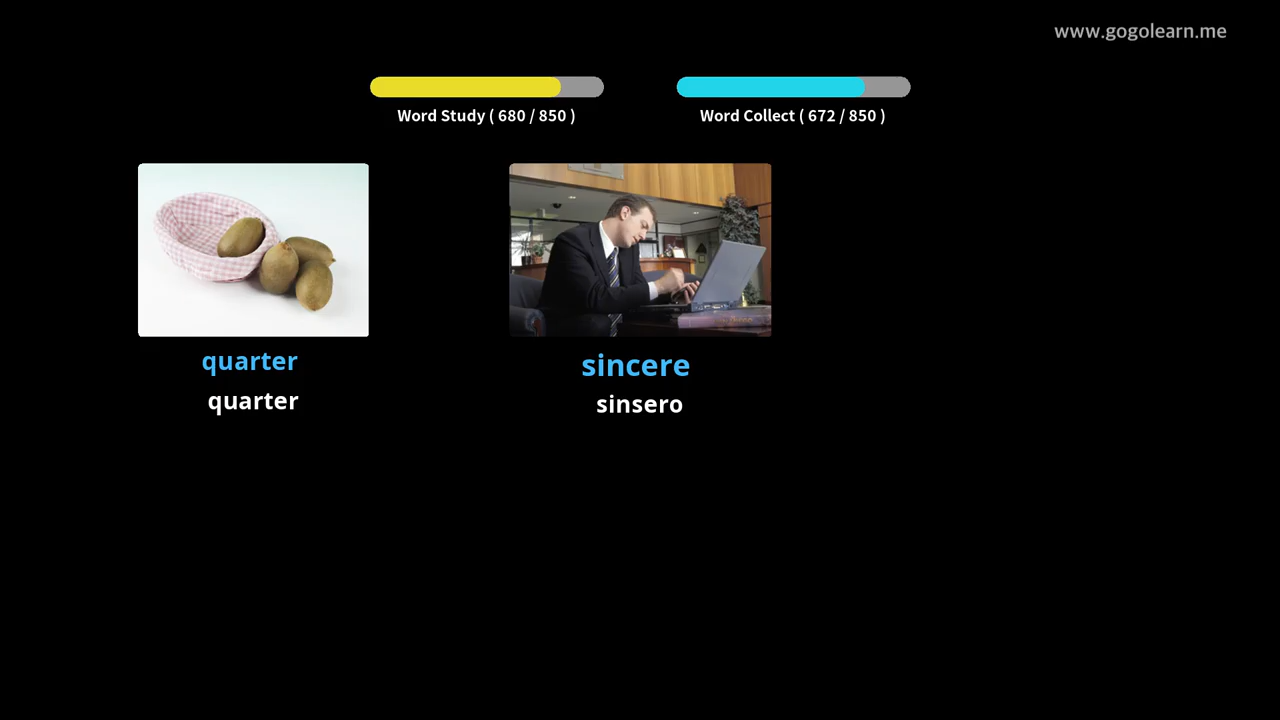 www.gogolearn.me
Word Study ( 680 / 850 )
Word Collect ( 672 / 850 )
quarter
quarter
sincere
sinsero